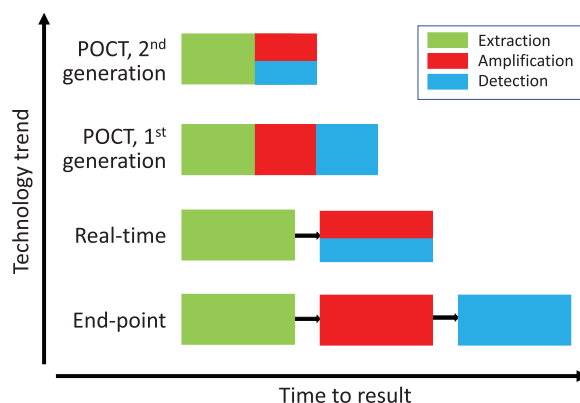 POCT, 2nd
generation
POCT, 1st
generation
Real-time
End-point
Extraction
Amplification
Detection
Technology trend
Time to result